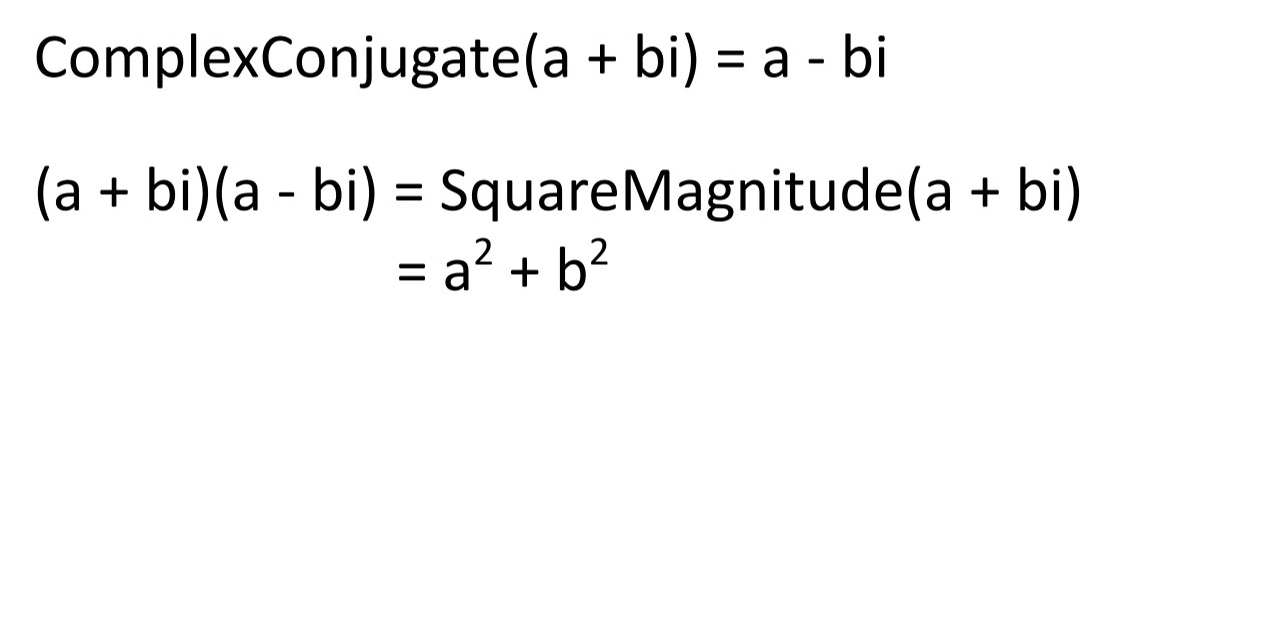 ComplexConjugate(a + bi) = a - bi
(a + bi)(a - bi) = SquareMagnitude(a + bi)
= a² + b²